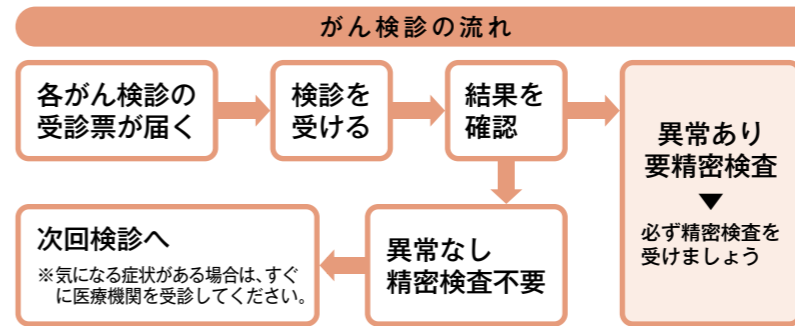 がん検診の流れ
各がん検診の
受診票が届く
検診を
受ける
結果を
確認
異常あり
要精密検査
▼
必ず精密検査を
受けましょう
異常なし
精密検査不要
次回検診へ
※気になる症状がある場合は、すぐ
に医療機関を受診してください。